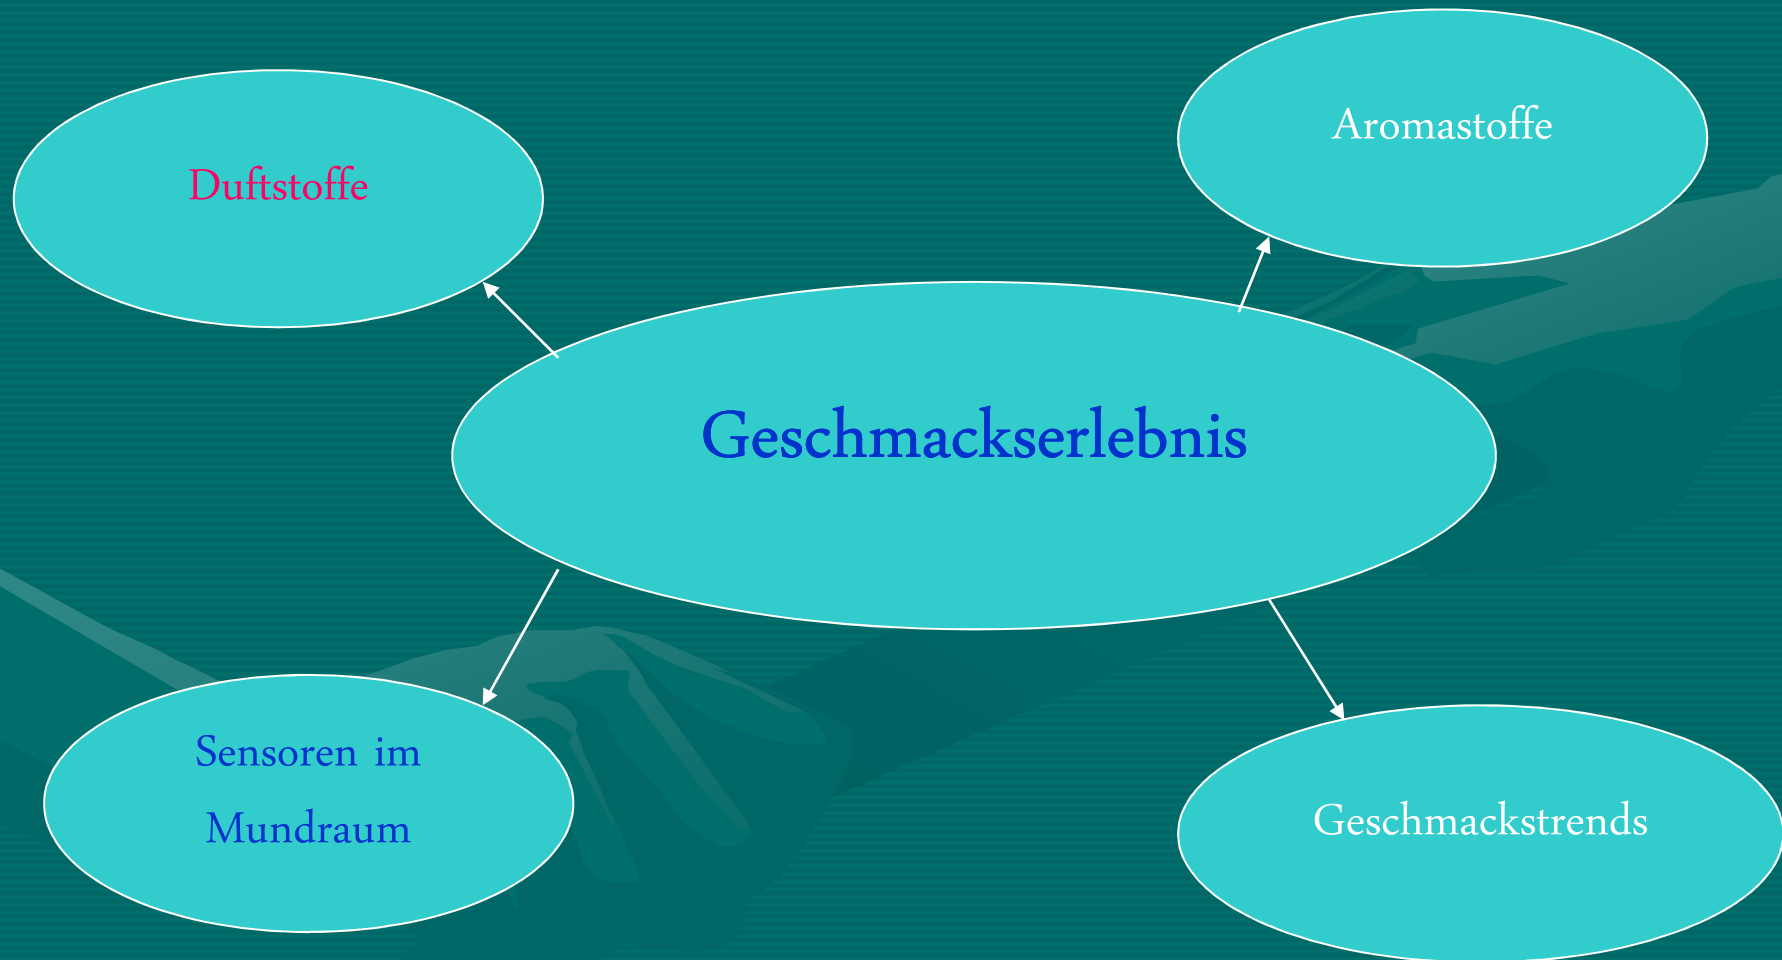 Duftstoffe
Aromastoffe
Geschmackserlebnis
Sensoren im
Mundraum
Geschmackstrends